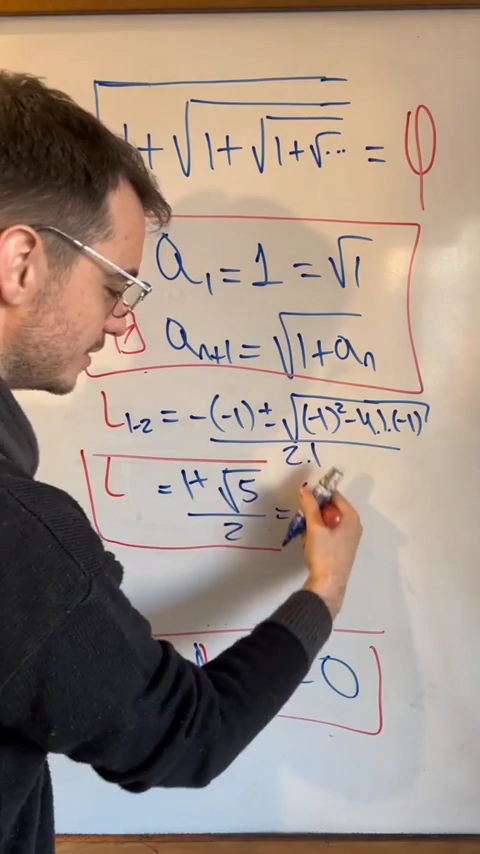 1+√1+√1+√... = φ
a₁ = 1 = √1
aₙ₊₁ = √1+aₙ
L₁₋₂ = -(-1) ± √(-1)²-4.1.(-1)
2.1
L = 1+√5
2 =
= 0